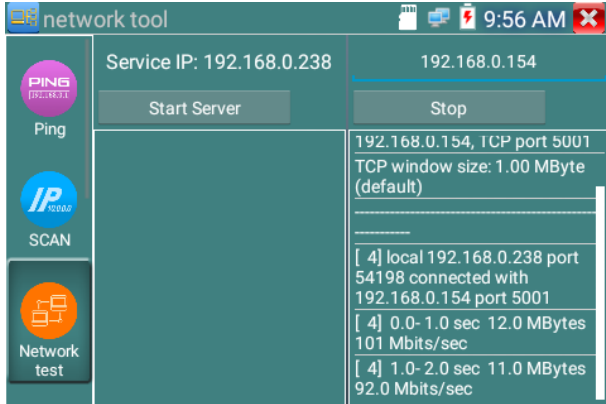 network tool
9:56 AM
PING
Ping
IP
SCAN
Network
test
Service IP: 192.168.0.238
Start Server
192.168.0.154
Stop
192.168.0.154, TCP port 5001
TCP window size: 1.00 MByte
(default)
------------------------------------------------
-----------
[ 4] local 192.168.0.238 port
54198 connected with
192.168.0.154 port 5001
[ 4] 0.0- 1.0 sec 12.0 MBytes
101 Mbits/sec
[ 4] 1.0- 2.0 sec 11.0 MBytes
92.0 Mbits/sec